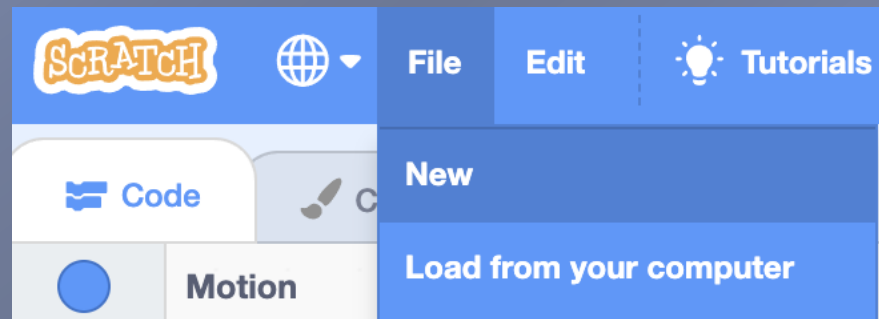 SCRATCH File Edit Tutorials
New
Code C
Load from your computer
Motion